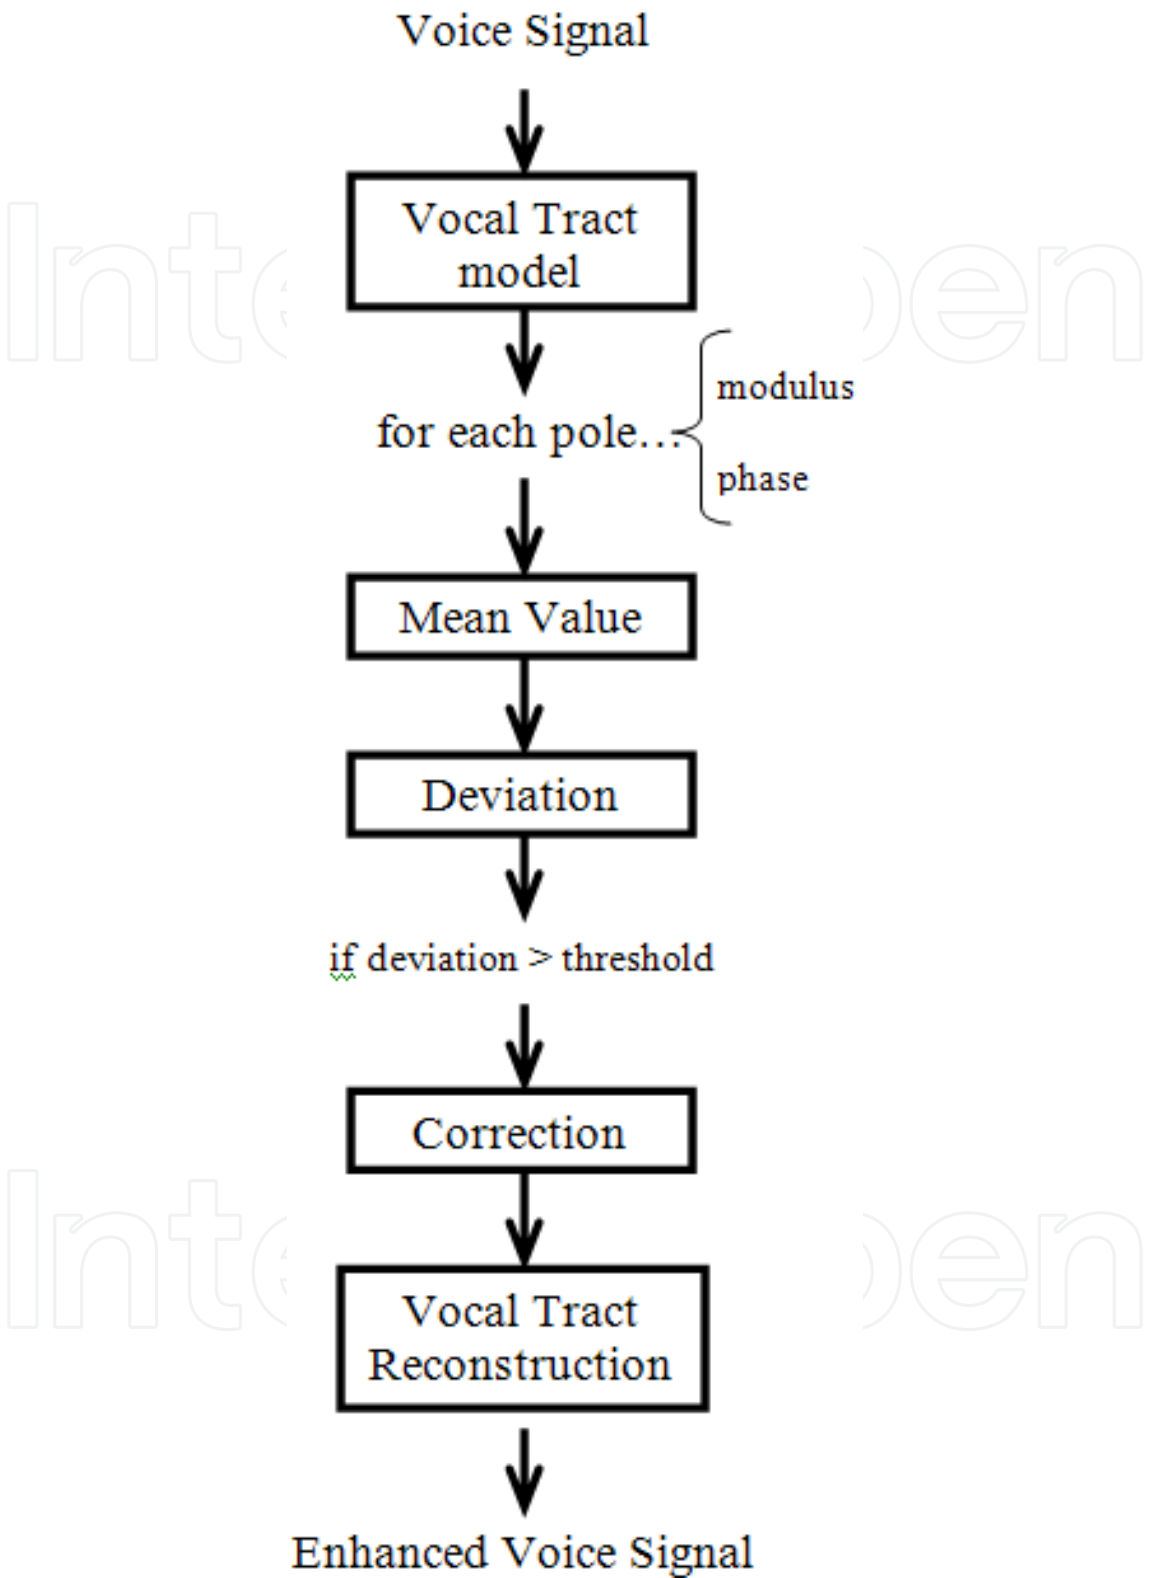 Voice Signal
Vocal Tract
model
for each pole...
modulus
phase
Mean Value
Deviation
if deviation > threshold
Correction
Vocal Tract
Reconstruction
Enhanced Voice Signal